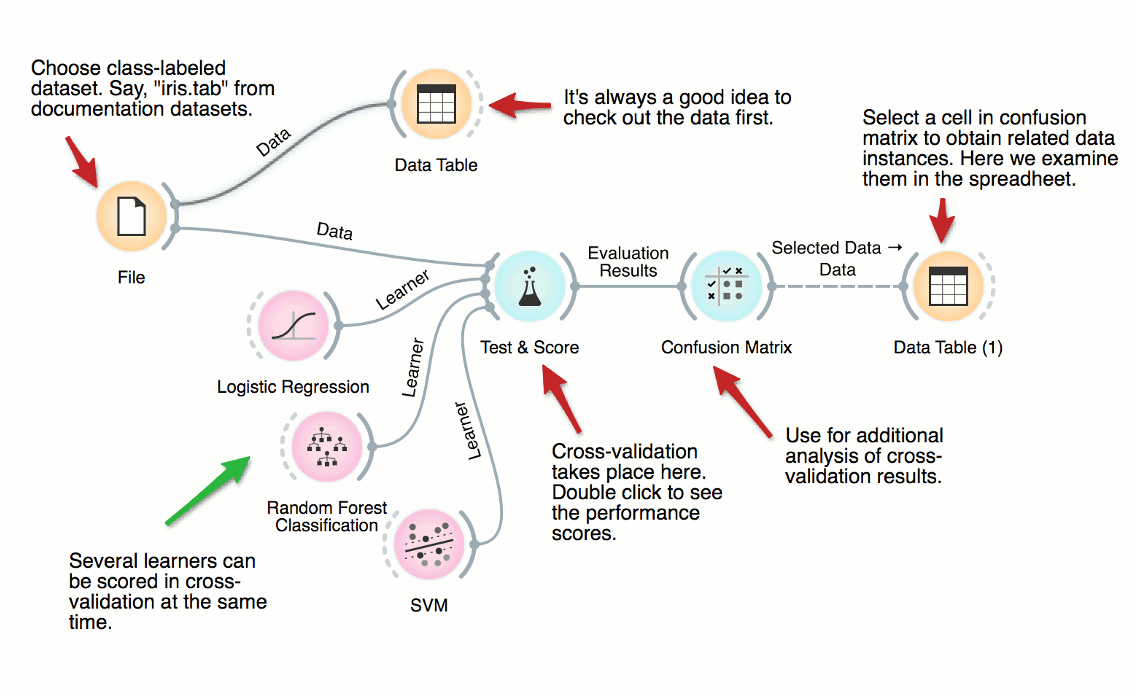 Choose class-labeled
dataset. Say, "iris.tab" from
documentation datasets.
It's always a good idea to
check out the data first.
Select a cell in confusion
matrix to obtain related data
instances. Here we examine
them in the spreadheet.
Data
Data Table
File
Data
Learner
Evaluation
Results
Selected Data →
Data
Test & Score
Confusion Matrix
Data Table (1)
Logistic Regression
Learner
Learner
Random Forest
Classification
SVM
Cross-validation
takes place here.
Double click to see
the performance
scores.
Use for additional
analysis of cross-
validation results.
Several learners can
be scored in cross-
validation at the same
time.